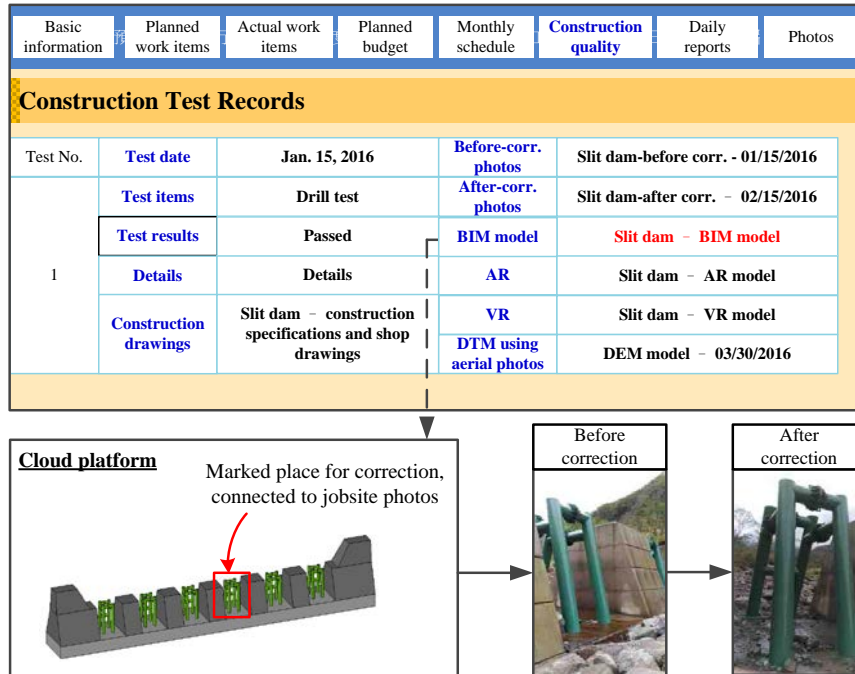 Basic information
Planned work items
Actual work items
Planned budget
Monthly schedule
Construction quality
Daily reports
Photos
Construction Test Records
Test No.
Test date
Jan. 15, 2016
Before-corr. photos
Slit dam-before corr. - 01/15/2016
1
Test items
Drill test
After-corr. photos
Slit dam-after corr. – 02/15/2016
Test results
Passed
BIM model
Slit dam – BIM model
Details
Details
AR
Slit dam – AR model
Construction drawings
Slit dam – construction specifications and shop drawings
VR
Slit dam – VR model
DTM using aerial photos
DEM model – 03/30/2016
Cloud platform
Marked place for correction,
connected to jobsite photos
Before
correction
After
correction